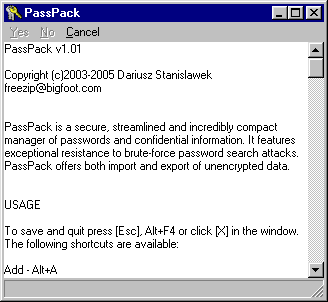 PassPack
Yes No Cancel
PassPack v1.01
Copyright (c)2003-2005 Dariusz Stanislawek
freezip@bigfoot.com
PassPack is a secure, streamlined and incredibly compact
manager of passwords and confidential information. It features
exceptional resistance to brute-force password search attacks.
PassPack offers both import and export of unencrypted data.
USAGE
To save and quit press [Esc], Alt+F4 or click [X] in the window.
The following shortcuts are available:
Add - Alt+A